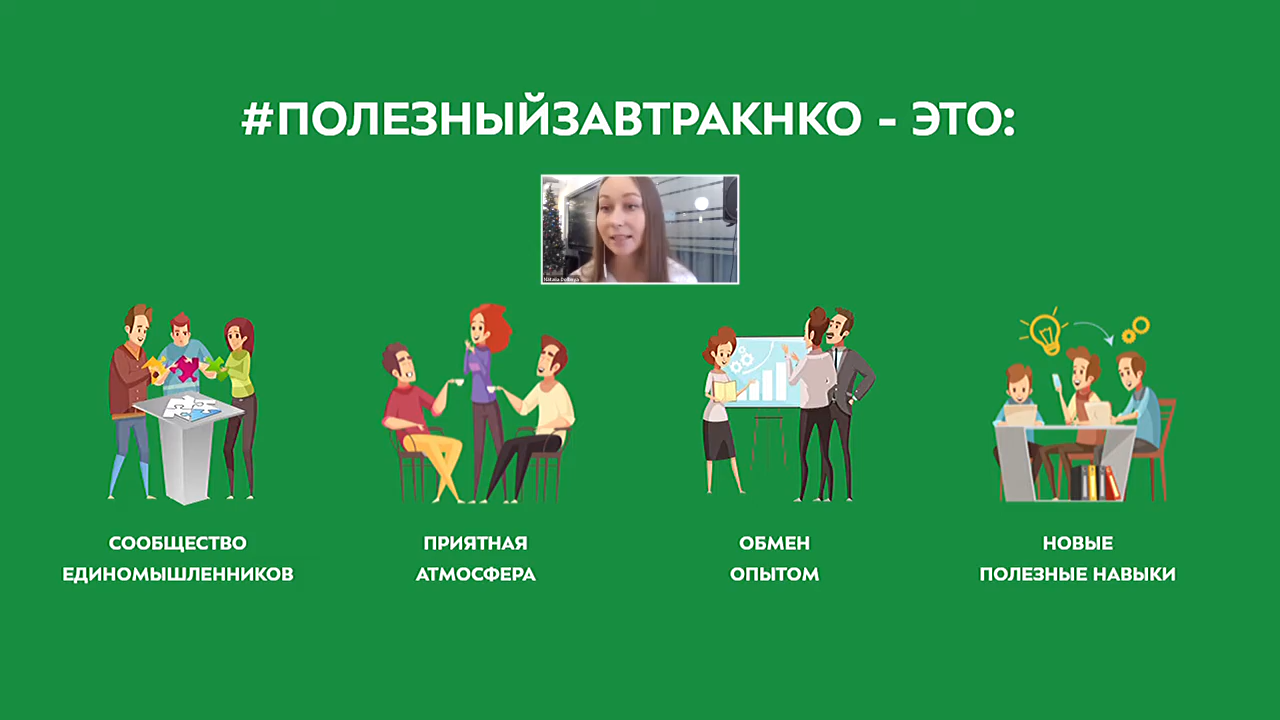 #ПОЛЕЗНЫЙЗАВТРАКНКО - ЭТО:
СООБЩЕСТВО
ЕДИНОМЫШЛЕННИКОВ
ПРИЯТНАЯ
АТМОСФЕРА
ОБМЕН
ОПЫТОМ
НОВЫЕ
ПОЛЕЗНЫЕ НАВЫКИ